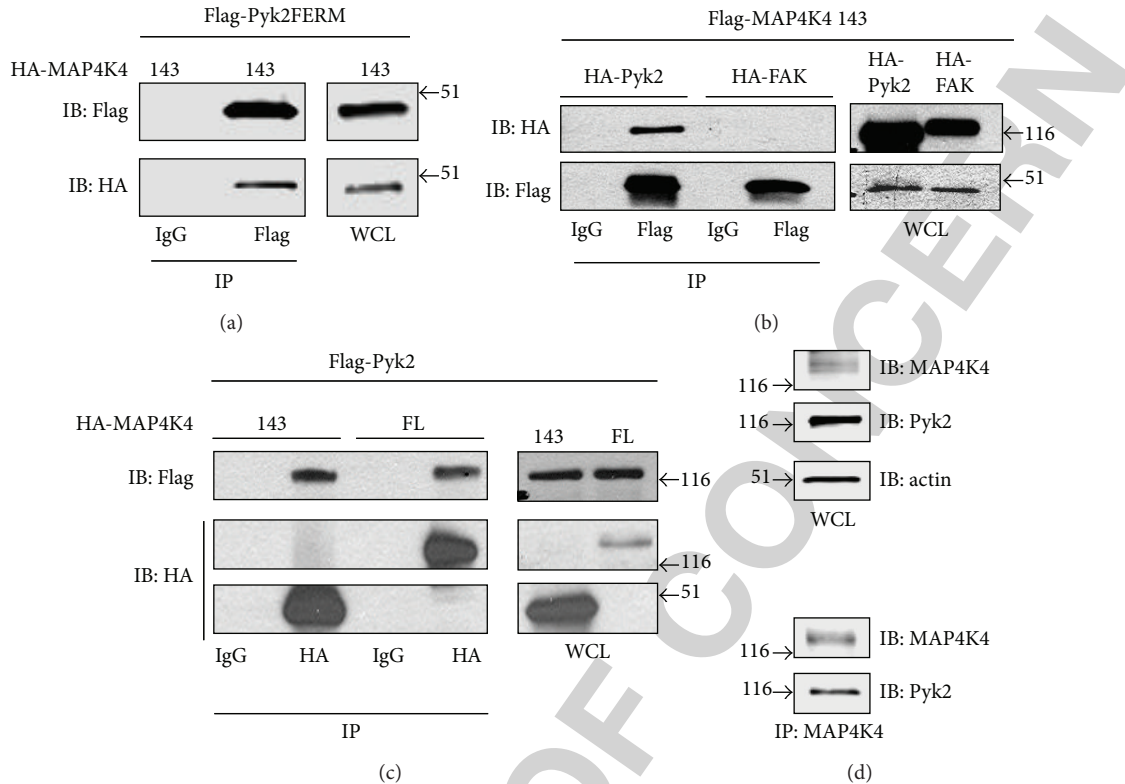 Flag-Pyk2FERM
HA-MAP4K4 143 143 143
IB: Flag ←51
IB: HA ←51
IgG Flag WCL
IP
(a)
Flag-MAP4K4 143
HA-Pyk2 HA-FAK HA-Pyk2 HA-FAK
IB: HA ←116
IB: Flag ←51
IgG Flag IgG Flag WCL
IP
(b)
Flag-Pyk2
HA-MAP4K4 143 FL 143 FL
IB: Flag ←116
IB: HA ←116
←51
IgG HA IgG HA WCL
IP
(c)
116→ IB: MAP4K4
116→ IB: Pyk2
51→ IB: actin
WCL
116→ IB: MAP4K4
116→ IB: Pyk2
IP: MAP4K4
(d)
OF CONCERN